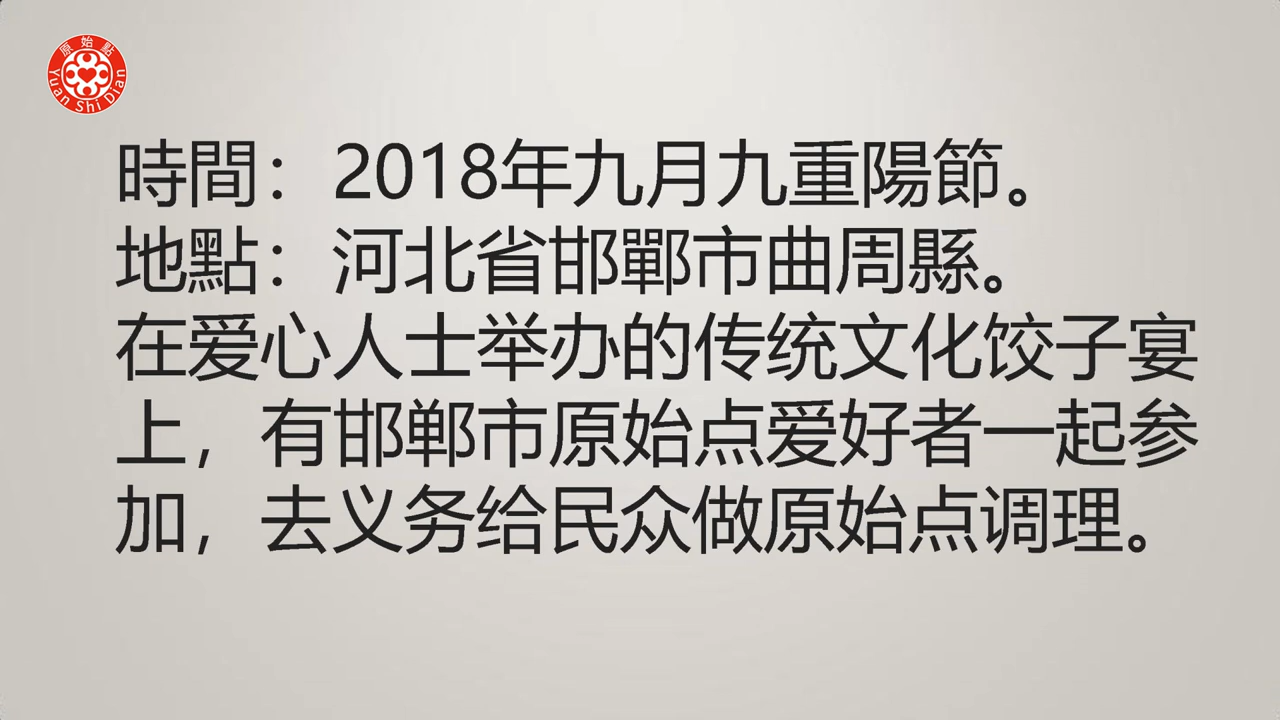 原始點
Yuan Shi Dian
時間：2018年九月九重陽節。
地點：河北省邯鄲市曲周縣。
在爱心人士举办的传统文化饺子宴
上，有邯郸市原始点爱好者一起参
加，去义务给民众做原始点调理。